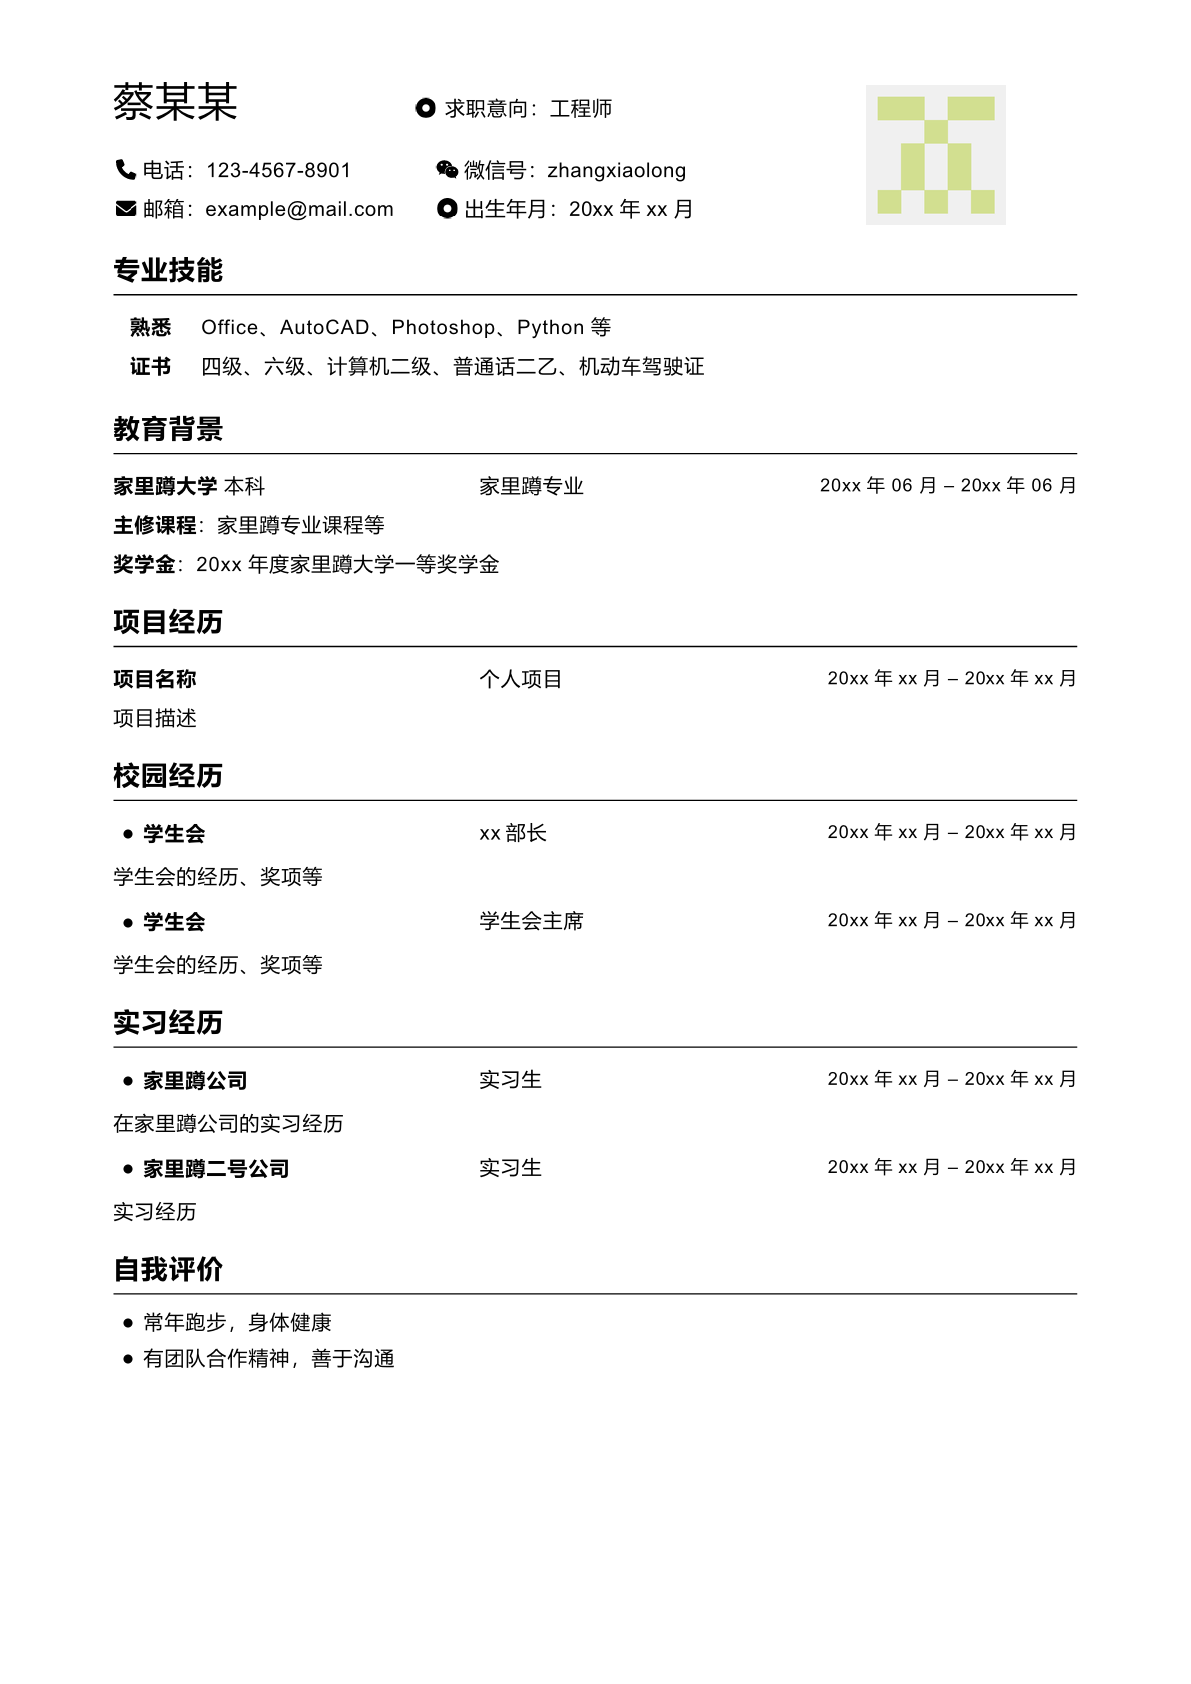 蔡某某 求职意向：工程师
电话：123-4567-8901 微信号：zhangxiaolong
邮箱：example@mail.com 出生年月：20xx 年 xx 月
专业技能
熟悉 Office、AutoCAD、Photoshop、Python 等
证书 四级、六级、计算机二级、普通话二乙、机动车驾驶证
教育背景
家里蹲大学 本科 家里蹲专业 20xx 年 06 月 – 20xx 年 06 月
主修课程：家里蹲专业课程等
奖学金：20xx 年度家里蹲大学一等奖学金
项目经历
项目名称 个人项目 20xx 年 xx 月 – 20xx 年 xx 月
项目描述
校园经历
● 学生会 xx 部长 20xx 年 xx 月 – 20xx 年 xx 月
学生会的经历、奖项等
● 学生会 学生会主席 20xx 年 xx 月 – 20xx 年 xx 月
学生会的经历、奖项等
实习经历
● 家里蹲公司 实习生 20xx 年 xx 月 – 20xx 年 xx 月
在家里蹲公司的实习经历
● 家里蹲二号公司 实习生 20xx 年 xx 月 – 20xx 年 xx 月
实习经历
自我评价
● 常年跑步，身体健康
● 有团队合作精神，善于沟通